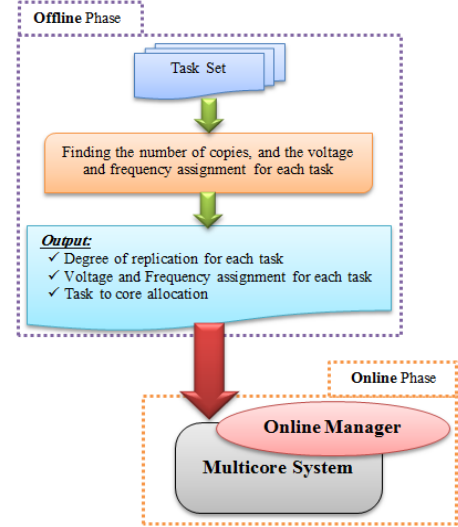 Offline Phase
Task Set
Finding the number of copies, and the voltage
and frequency assignment for each task
Output:
✓ Degree of replication for each task
✓ Voltage and Frequency assignment for each task
✓ Task to core allocation
Online Phase
Online Manager
Multicore System